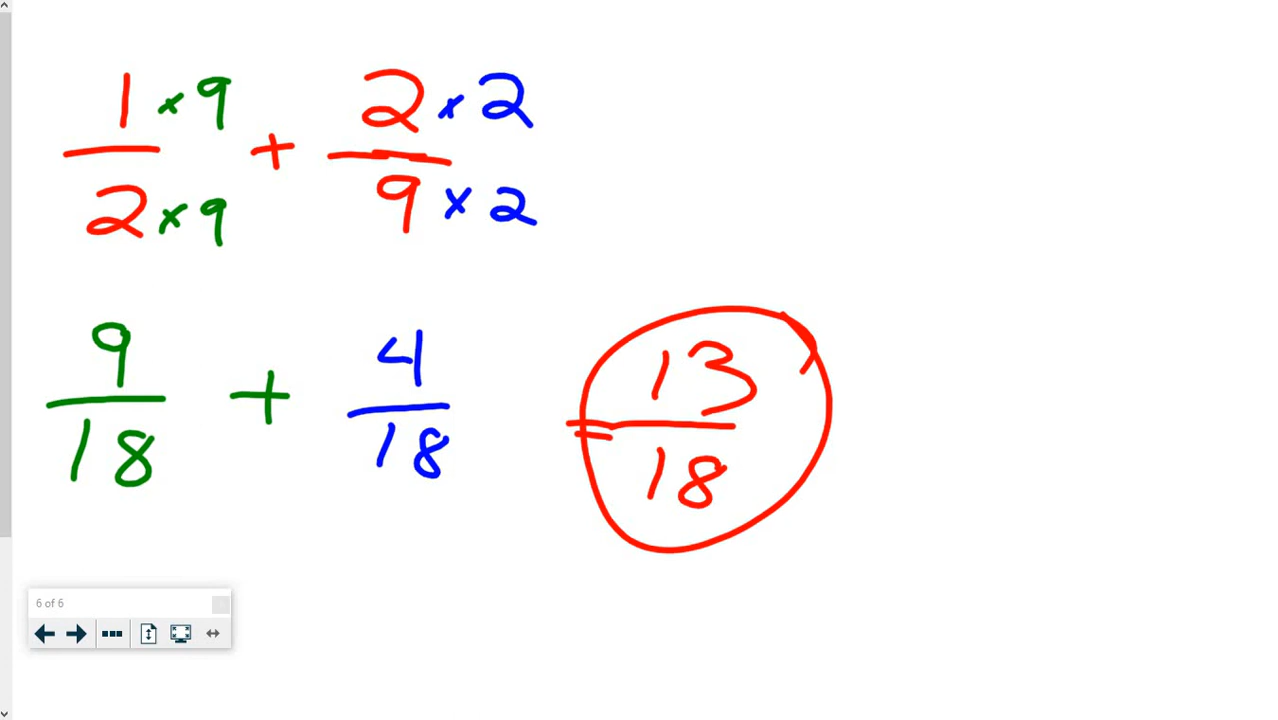 1 × 9 + 2 × 2
2 × 9 9 × 2
9 + 4 = 13
18 18 18
6 of 6